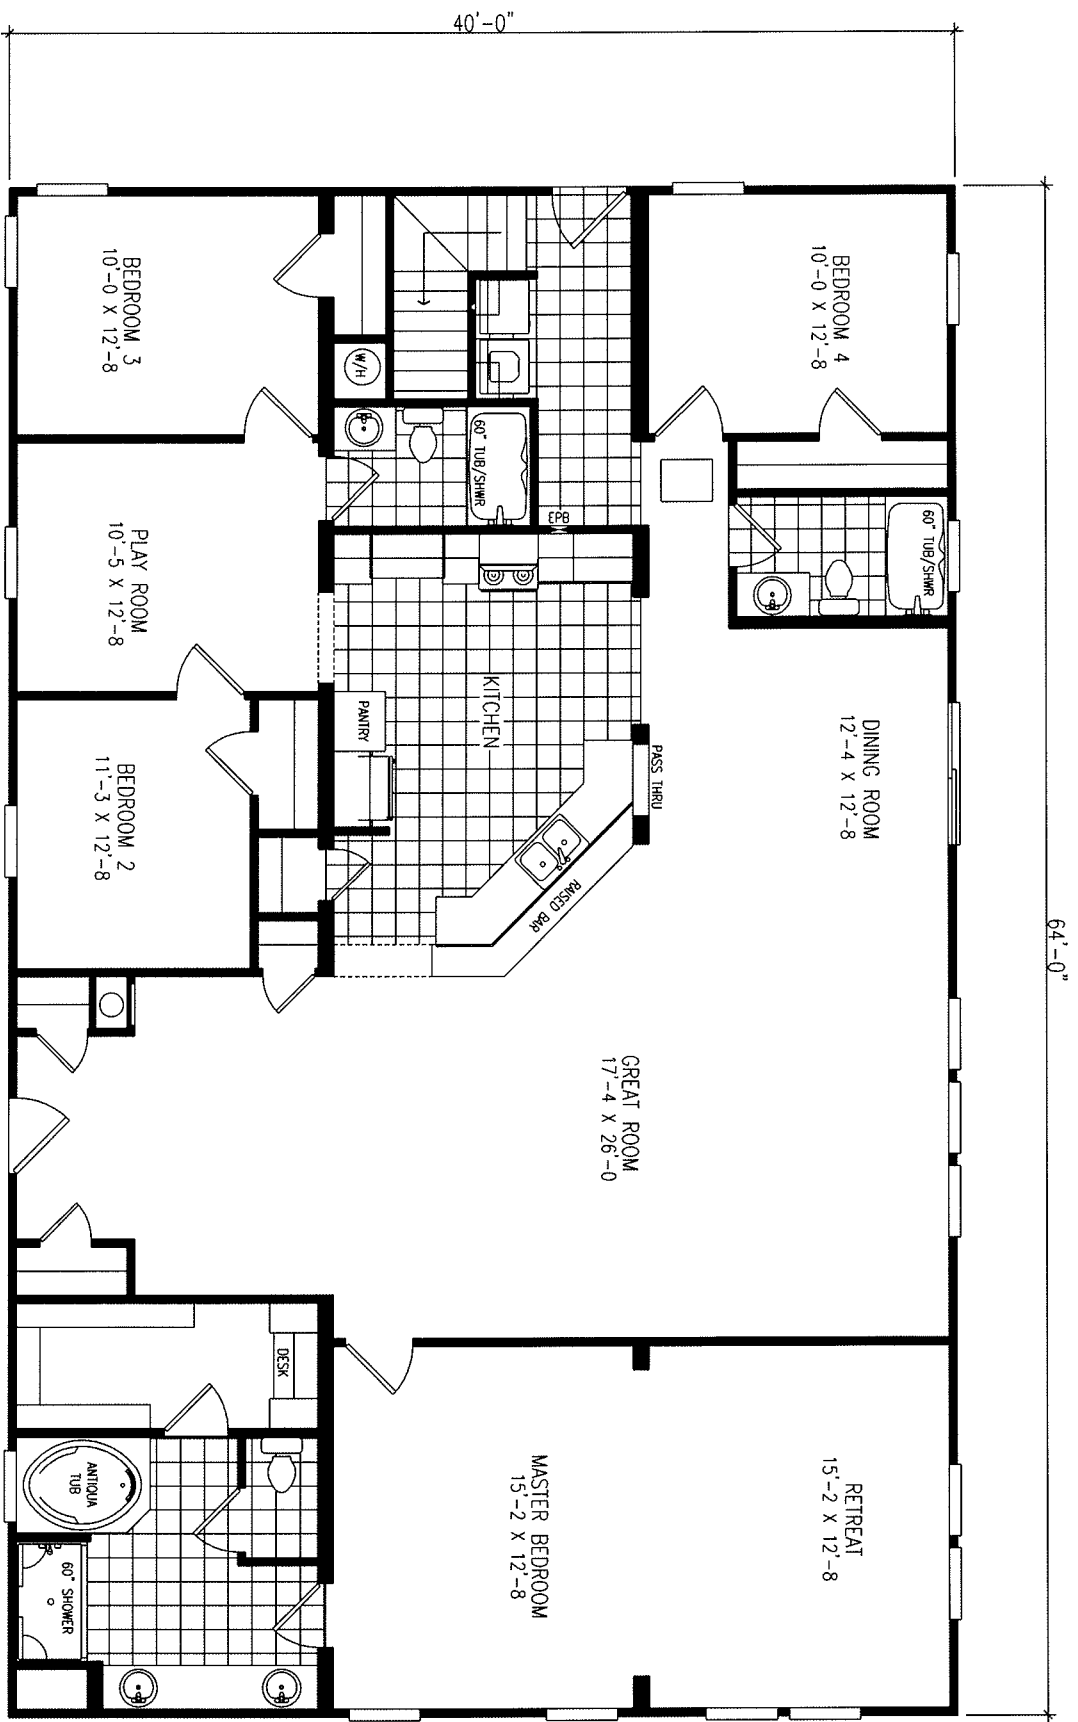 40'-0"
64'-0"
BEDROOM 4
10'-0 X 12'-8
60" TUB/SHWR
DINING ROOM
12'-4 X 12'-8
RETREAT
15'-2 X 12'-8
EPB
PASS THRU
GREAT ROOM
17'-4 X 26'-0
MASTER BEDROOM
15'-2 X 12'-8
60" TUB/SHWR
KITCHEN
RAISED BAR
W/H
PANTRY
DESK
BEDROOM 3
10'-0 X 12'-8
PLAY ROOM
10'-5 X 12'-8
BEDROOM 2
11'-3 X 12'-8
ANTIQUA
TUB
60" SHOWER